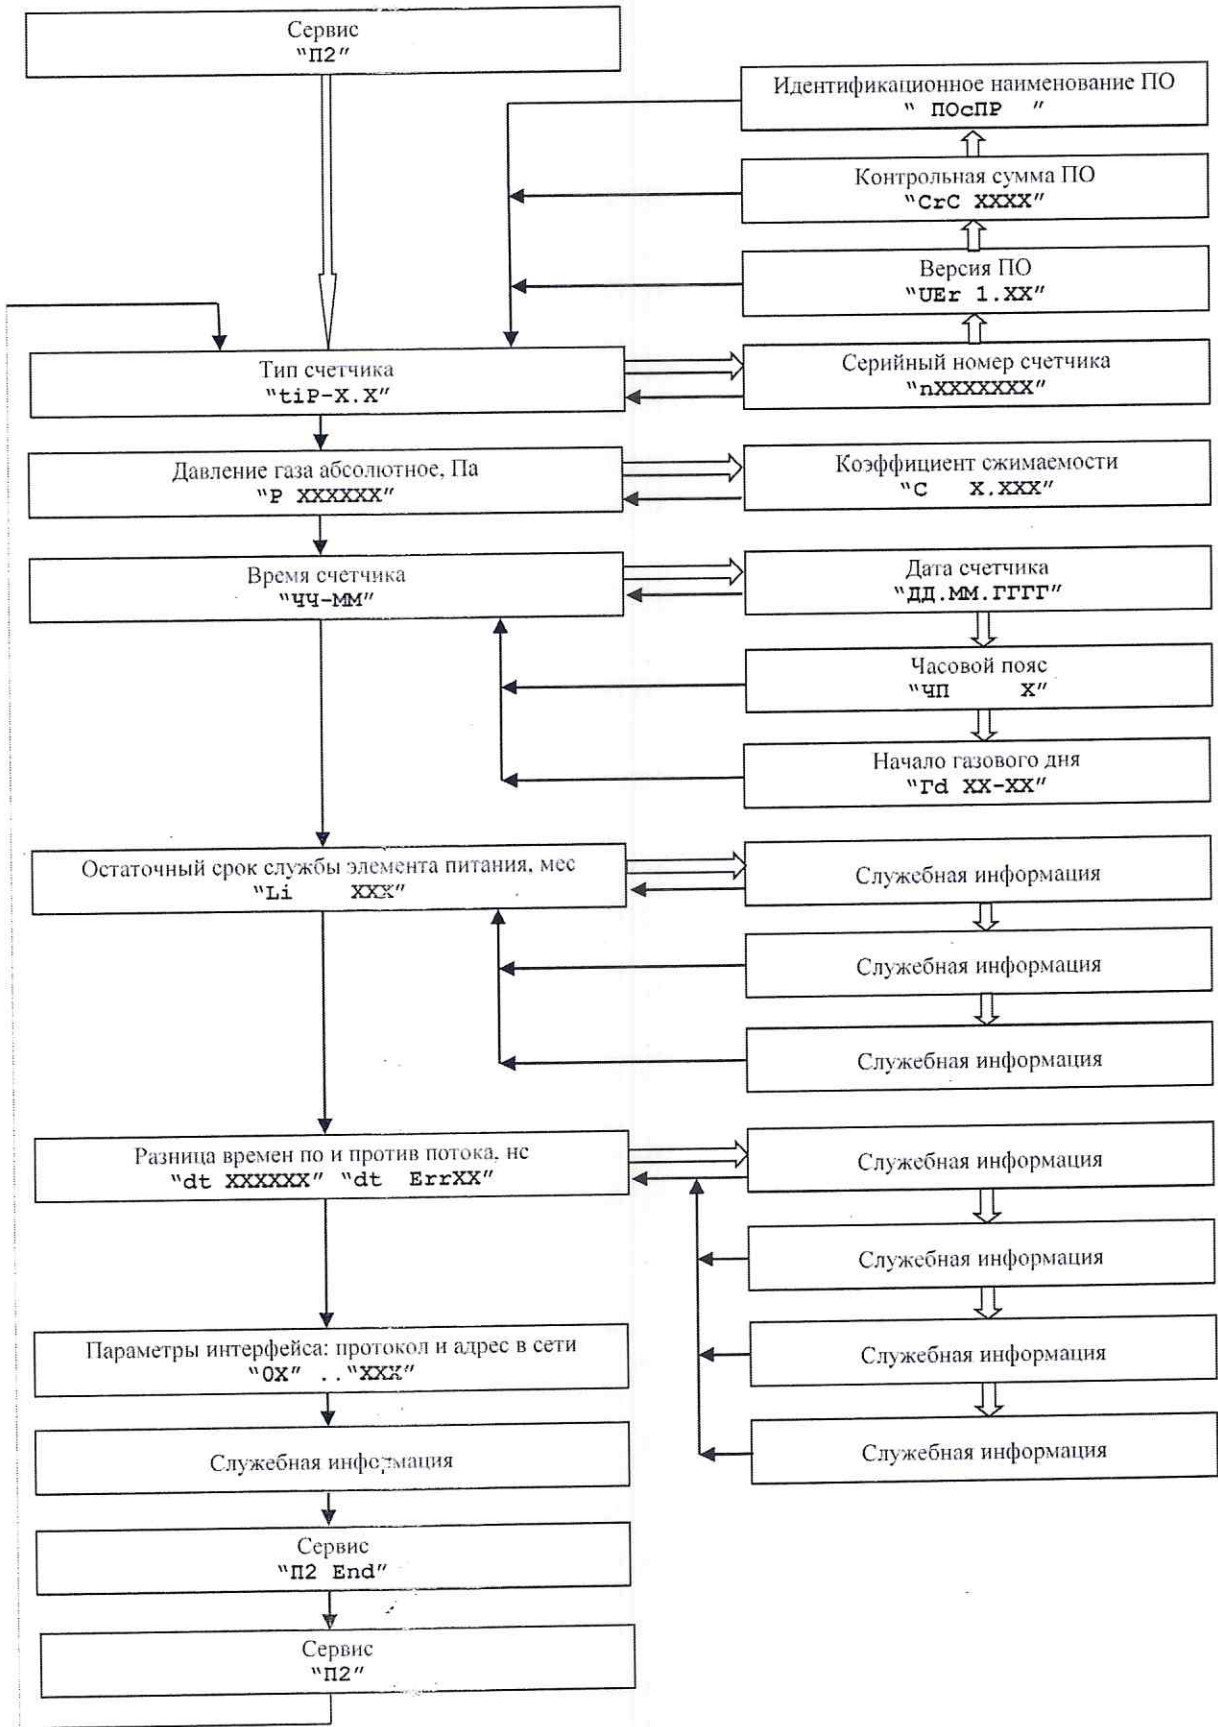 Сервис
“П2”
Идентификационное наименование ПО
“ ПОсПР ”
Контрольная сумма ПО
“CrC XXXX”
Версия ПО
“UEr 1.XX”
Тип счетчика
“tiP-X.X”
Серийный номер счетчика
“nXXXXXXX”
Давление газа абсолютное, Па
“P XXXXXX”
Коэффициент сжимаемости
“C X.XXX”
Время счетчика
“ЧЧ-ММ”
Дата счетчика
“ДД.ММ.ГГГГ”
Часовой пояс
“ЧП X”
Начало газового дня
“Гd XX-XX”
Остаточный срок службы элемента питания, мес
“Li XXX”
Служебная информация
Служебная информация
Служебная информация
Разница времен по и против потока, нс
“dt XXXXXX” “dt ErrXX”
Служебная информация
Служебная информация
Служебная информация
Служебная информация
Параметры интерфейса: протокол и адрес в сети
“0X” ..“XXX”
Служебная информация
Сервис
“П2 End”
Сервис
“П2”